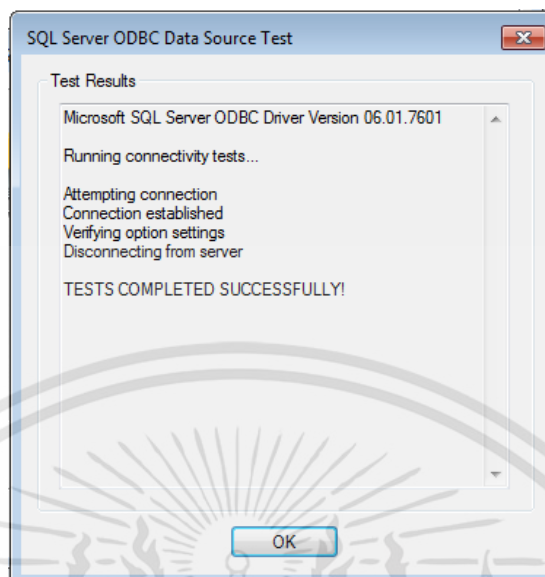 SQL Server ODBC Data Source Test
Test Results
Microsoft SQL Server ODBC Driver Version 06.01.7601
Running connectivity tests...
Attempting connection
Connection established
Verifying option settings
Disconnecting from server
TESTS COMPLETED SUCCESSFULLY!
OK